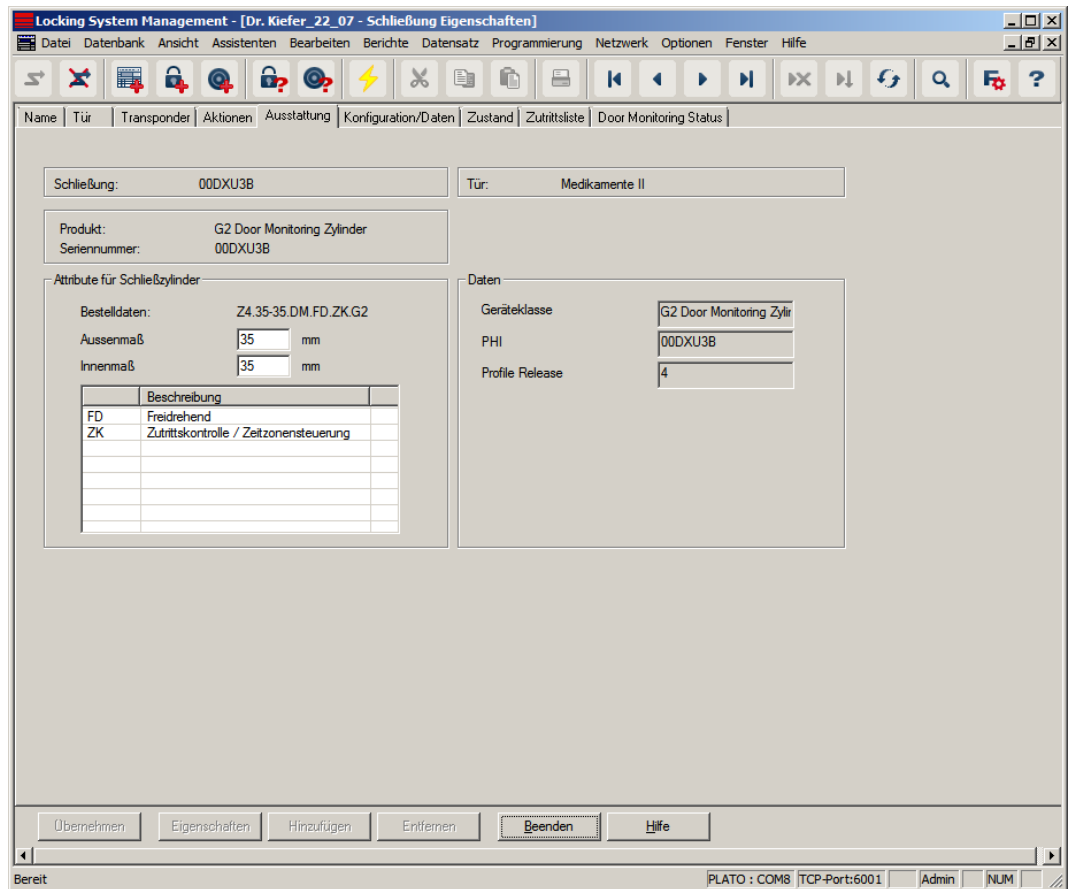 Locking System Management - [Dr. Kiefer_22_07 - Schließung Eigenschaften]
Datei Datenbank Ansicht Assistenten Bearbeiten Berichte Datensatz Programmierung Netzwerk Optionen Fenster Hilfe
Name Tür Transponder Aktionen Ausstattung Konfiguration/Daten Zustand Zutrittsliste Door Monitoring Status
Schließung: 00DXU3B Tür: Medikamente II
Produkt: G2 Door Monitoring Zylinder
Seriennummer: 00DXU3B
Attribute für Schließzylinder
Bestelldaten: Z4.35-35.DM.FD.ZK.G2
Aussenmaß 35 mm
Innenmaß 35 mm
Beschreibung
FD Freidrehend
ZK Zutrittskontrolle / Zeitzonensteuerung
Daten
Geräteklasse G2 Door Monitoring Zylir
PHI 00DXU3B
Profile Release 4
Übernehmen Eigenschaften Hinzufügen Entfernen Beenden Hilfe
Bereit PLATO : COM8 TCP-Port:6001 Admin NUM